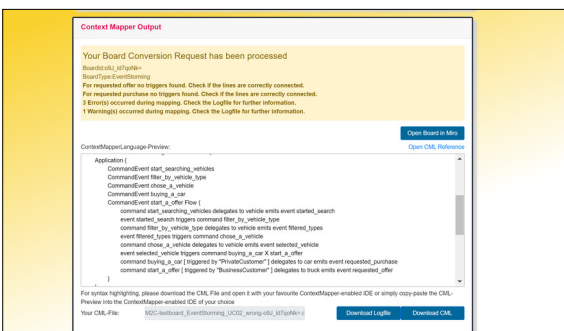 Context Mapper Output
Your Board Conversion Request has been processed
BoardType:EventStorming
For requested offer no triggers found. Check if the lines are correctly connected.
For requested purchase no triggers found. Check if the lines are correctly connected.
3 Error(s) occurred during mapping. Check the Logfile for further information.
1 Warning(s) occurred during mapping. Check the Logfile for further information.
Open Board in Miro
ContextMapperLanguage-Preview:
Open CML Reference
Application {
CommandEvent start_searching_vehicles
CommandEvent filter_by_vehicle_type
CommandEvent chose_a_vehicle
CommandEvent buying_a_car
CommandEvent start_a_offer Flow {
command start_searching_vehicles delegates to vehicle emits event started_search
event started_search triggers command filter_by_vehicle_type
command filter_by_vehicle_type delegates to vehicle emits event filtered_types
event filtered_types triggers command chose_a_vehicle
command chose_a_vehicle delegates to vehicle emits event selected_vehicle
event selected_vehicle triggers command buying_a_car X start_a_offer
command buying_a_car [ triggered by "PrivateCustomer" ] delegates to car emits event requested_purchase
command start_a_offer [ triggered by "BusinessCustomer" ] delegates to truck emits event requested_offer
}
For syntax highlighting, please download the CML File and open it with your favourite ContextMapper-enabled IDE or simply copy-paste the CML-
Preview into the ContextMapper-enabled IDE of your choice
Your CML-File:
Download Logfile
Download CML